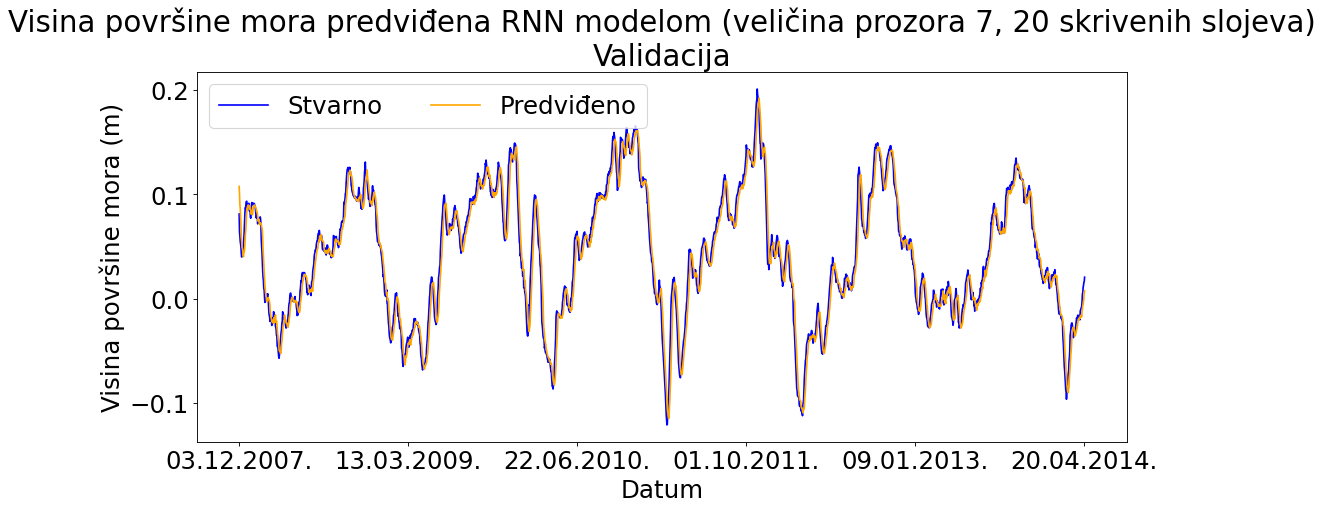 Visina površine mora predviđena RNN modelom (veličina prozora 7, 20 skrivenih slojeva)
Validacija
Stvarno Predviđeno
Visina površine mora (m)
0.2
0.1
0.0
−0.1
03.12.2007. 13.03.2009. 22.06.2010. 01.10.2011. 09.01.2013. 20.04.2014.
Datum